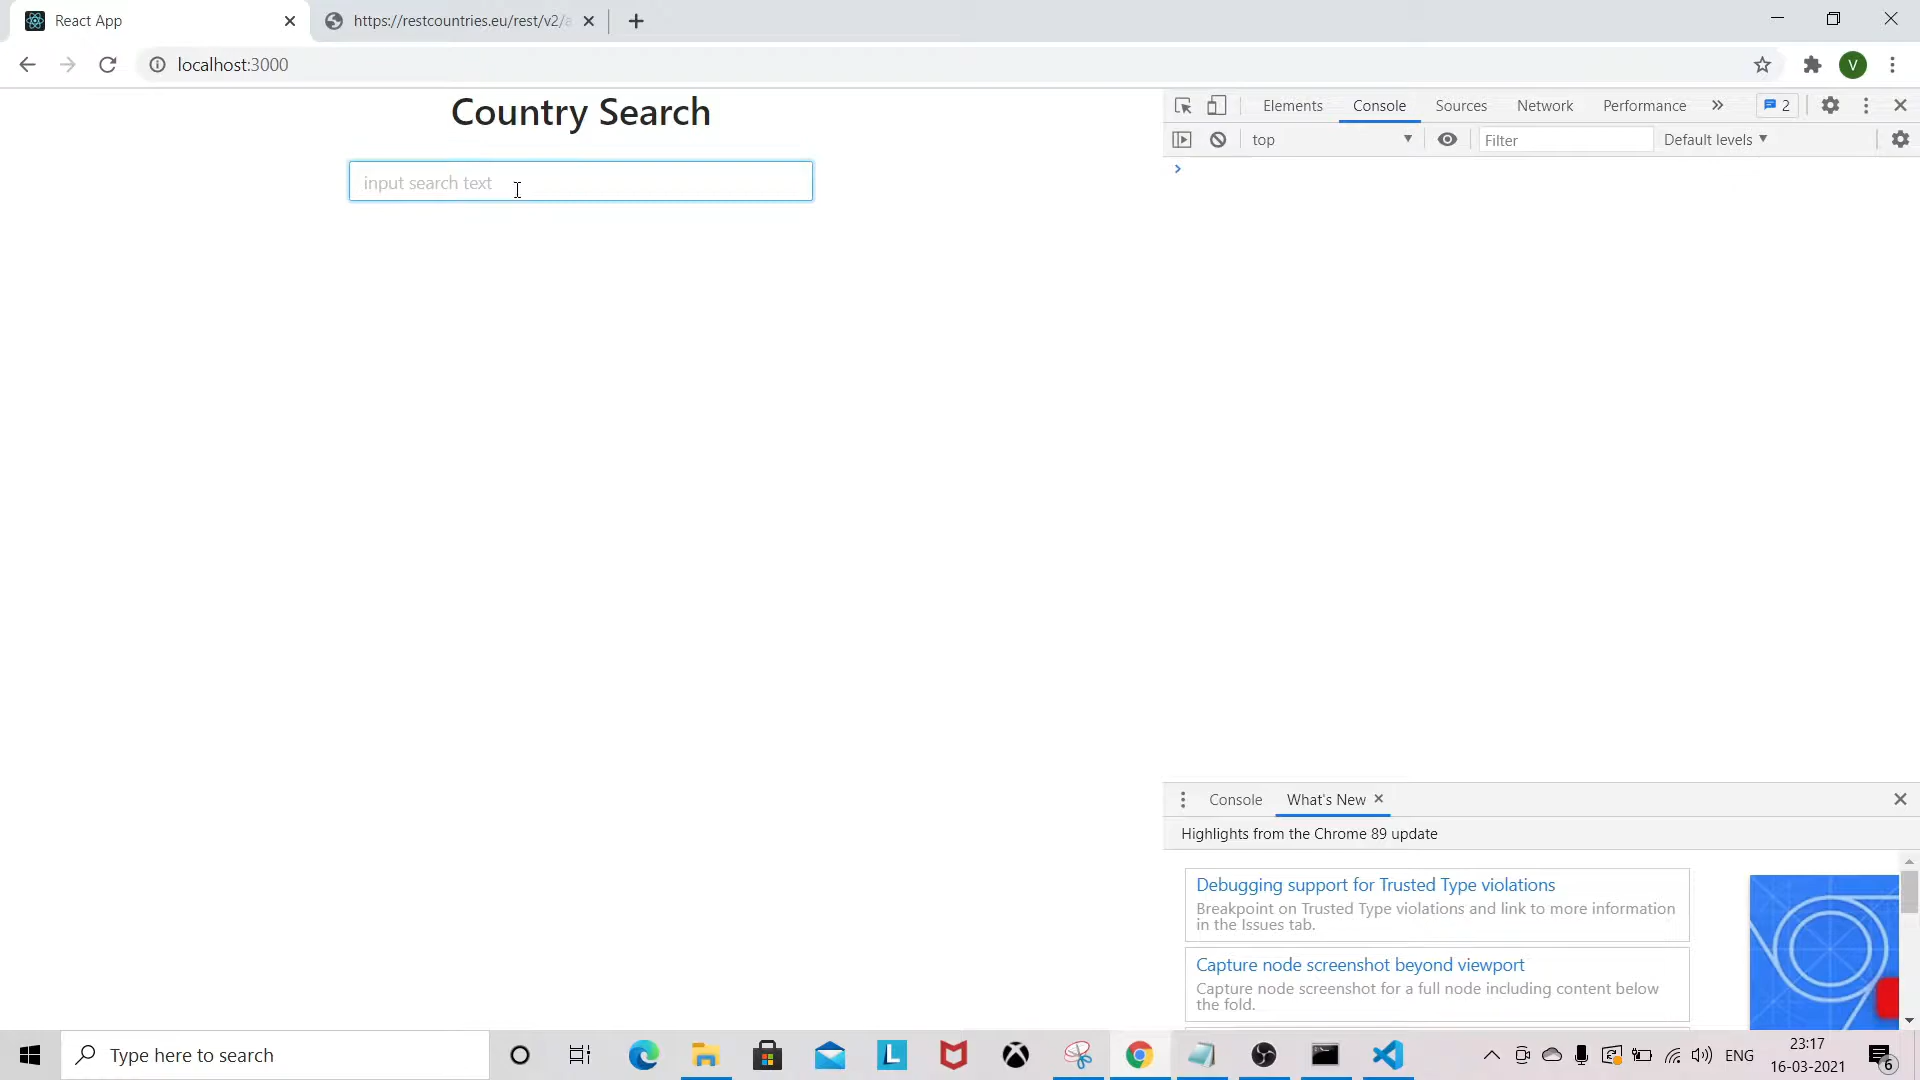 React App
https://restcountries.eu/rest/v2/a
localhost:3000
V
Country Search
input search text
Elements
Console
Sources
Network
Performance
2
top
Filter
Default levels
Console
What's New
Highlights from the Chrome 89 update
Debugging support for Trusted Type violations
Breakpoint on Trusted Type violations and link to more information
in the Issues tab.
Capture node screenshot beyond viewport
Capture node screenshot for a full node including content below
the fold.
Type here to search
L
ENG
23:17
16-03-2021
6